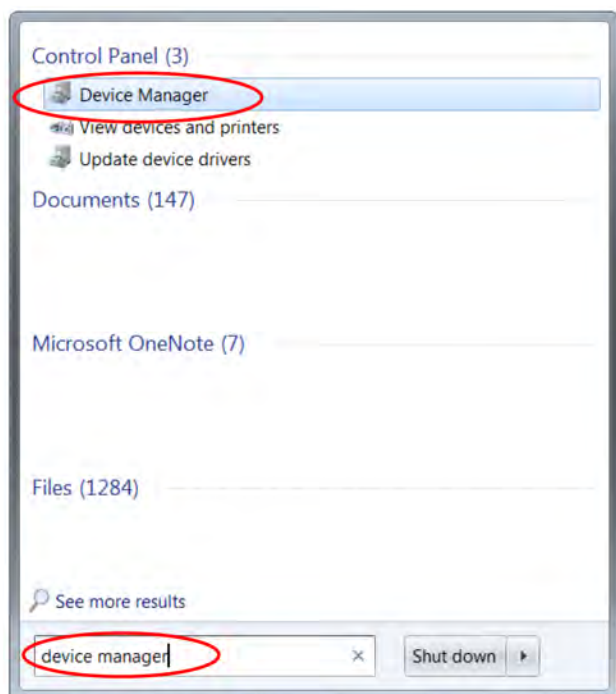 Control Panel (3)
Device Manager
View devices and printers
Update device drivers
Documents (147)
Microsoft OneNote (7)
Files (1284)
See more results
device manager
Shut down